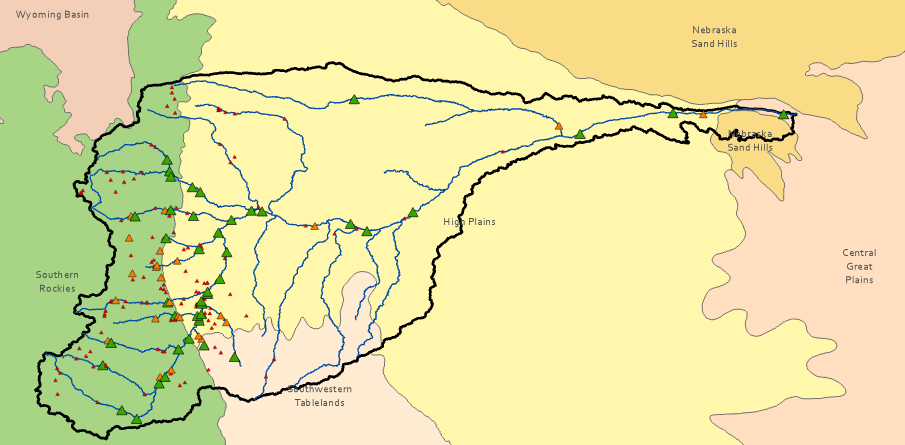 Wyoming Basin
Nebraska
Sand Hills
Nebraska
Sand Hills
High Plains
Central
Great
Plains
Southern
Rockies
Southwestern
Tablelands